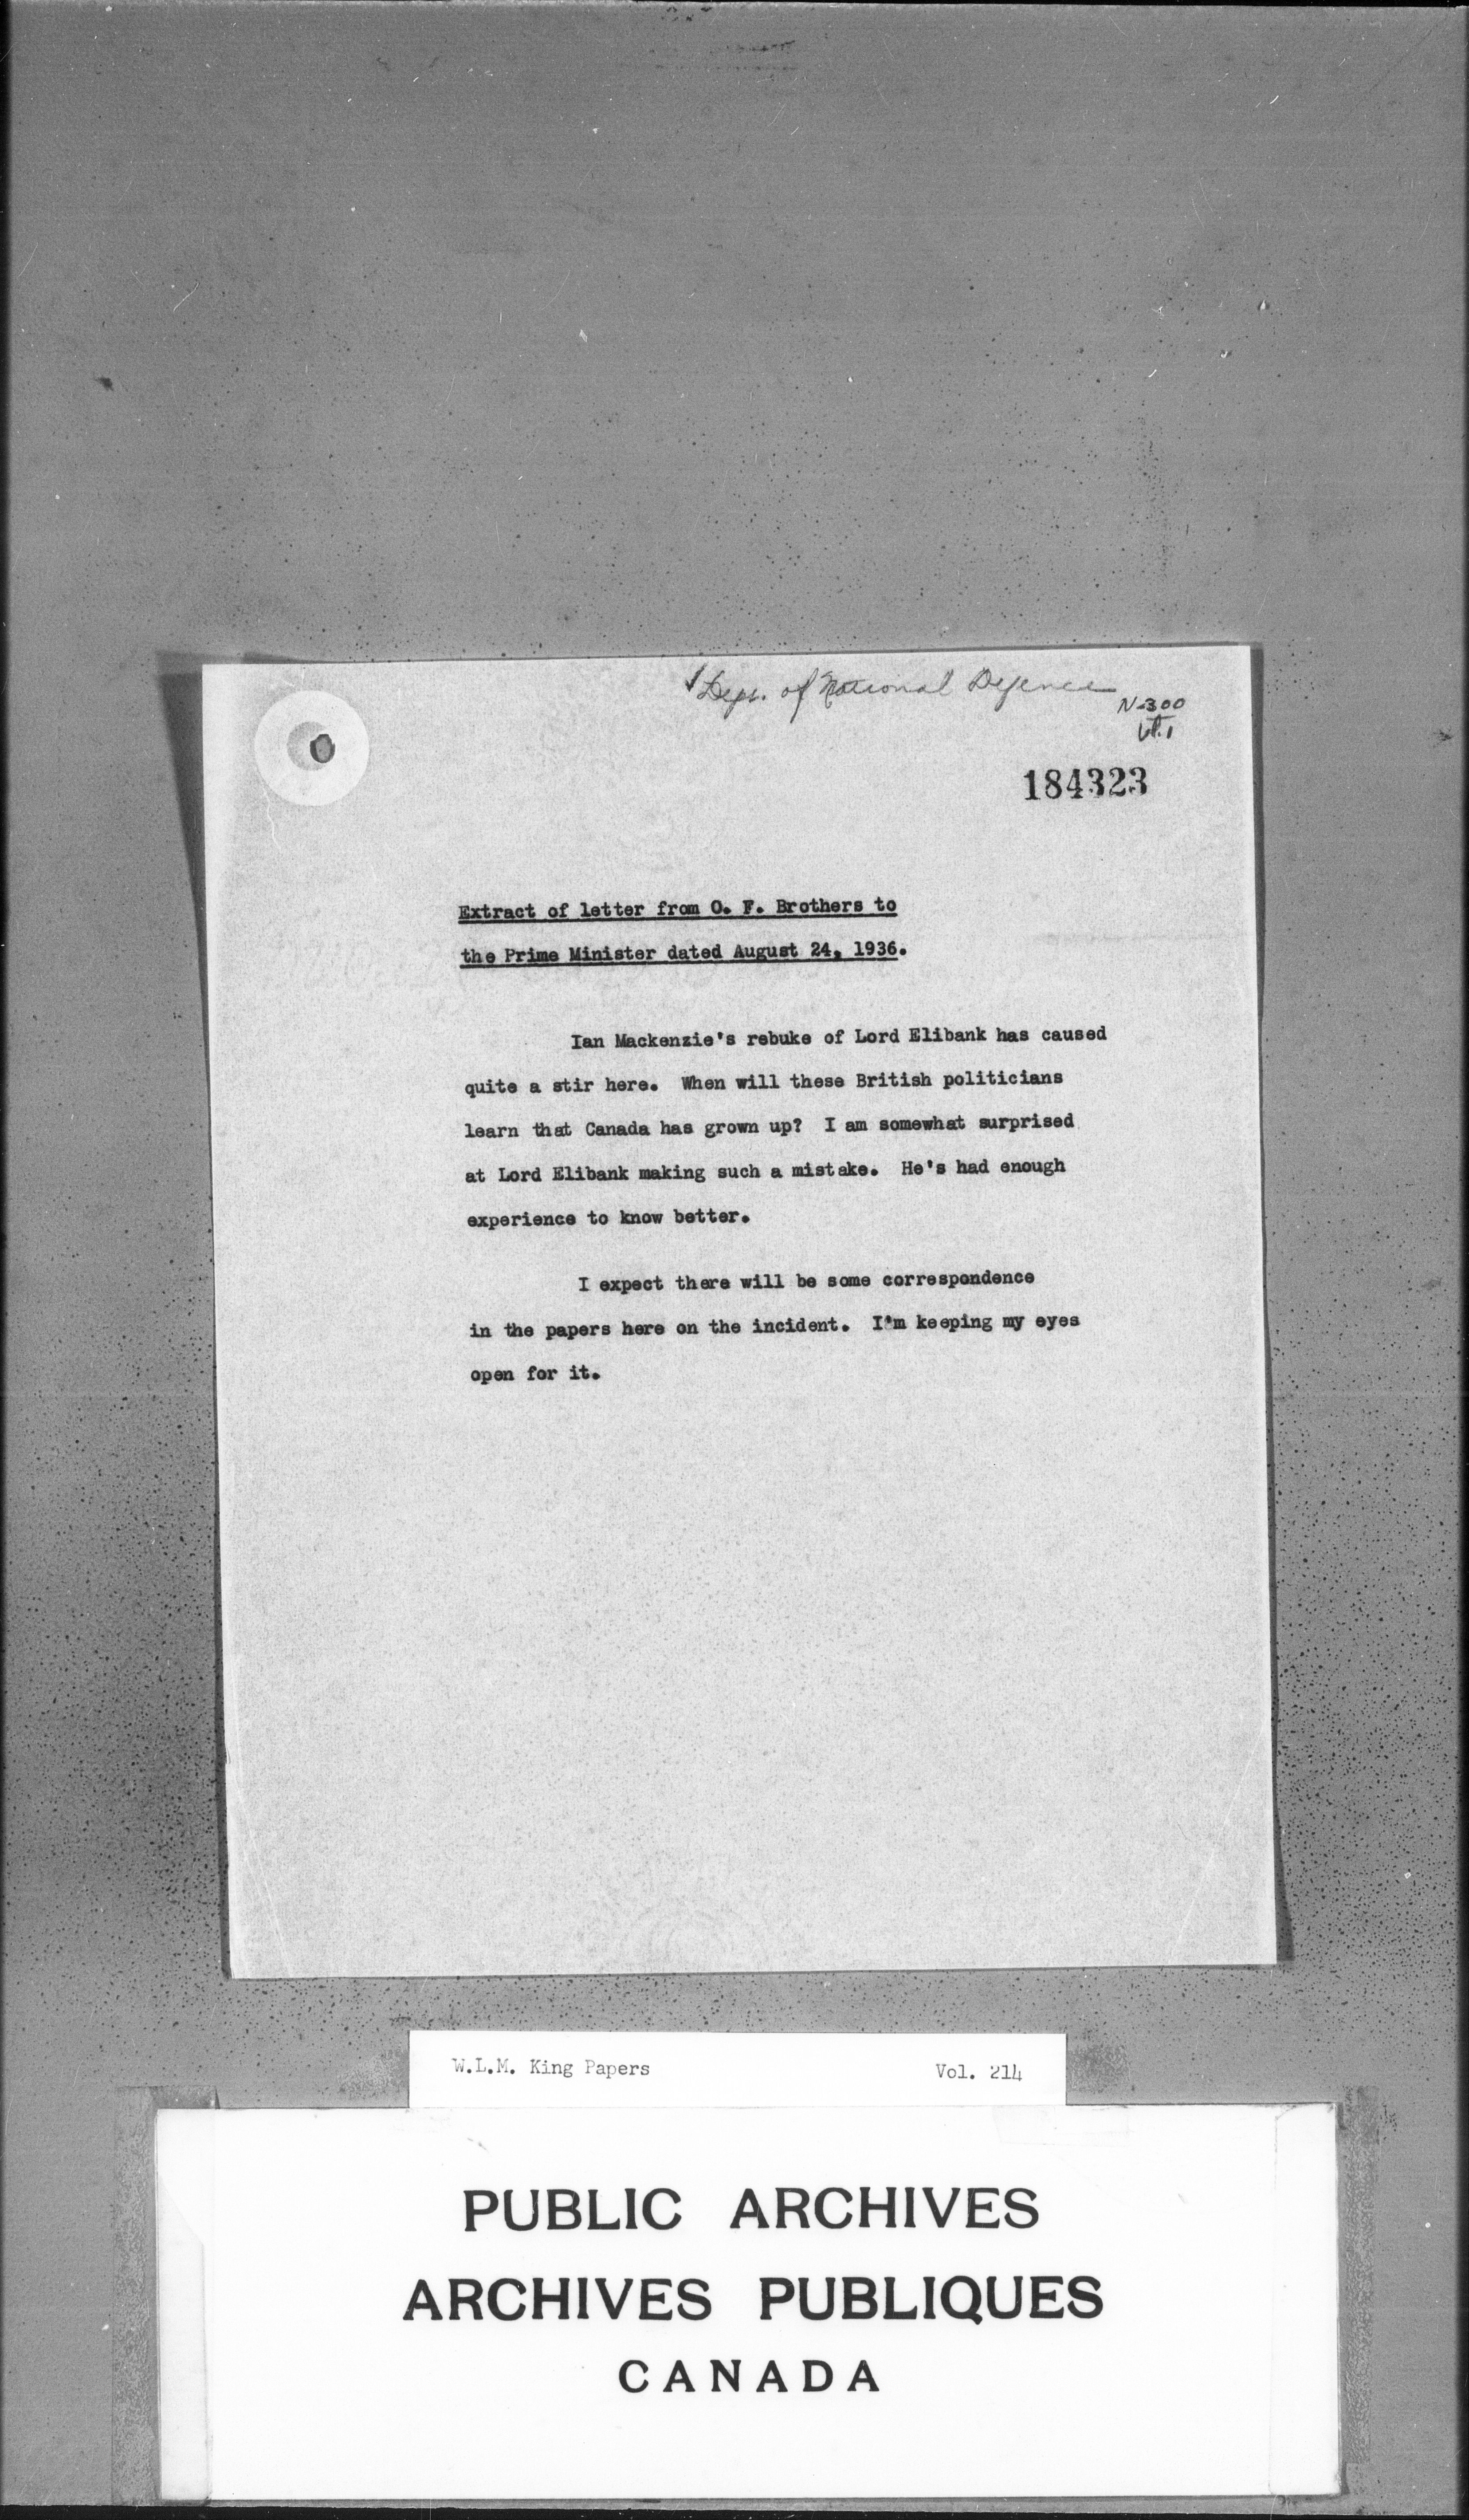 Dept. of National Defence
N-300
184323
Extract of letter from O. F. Brothers to
the Prime Minister dated August 24, 1936.
Ian Mackenzie's rebuke of Lord Elibank has caused
quite a stir here. When will these British politicians
learn that Canada has grown up? I am somewhat surprised
at Lord Elibank making such a mistake. He's had enough
experience to know better.
I expect there will be some correspondence
in the papers here on the incident. I'm keeping my eyes
open for it.
W.L.M. King Papers Vol. 214
PUBLIC ARCHIVES
ARCHIVES PUBLIQUES
CANADA